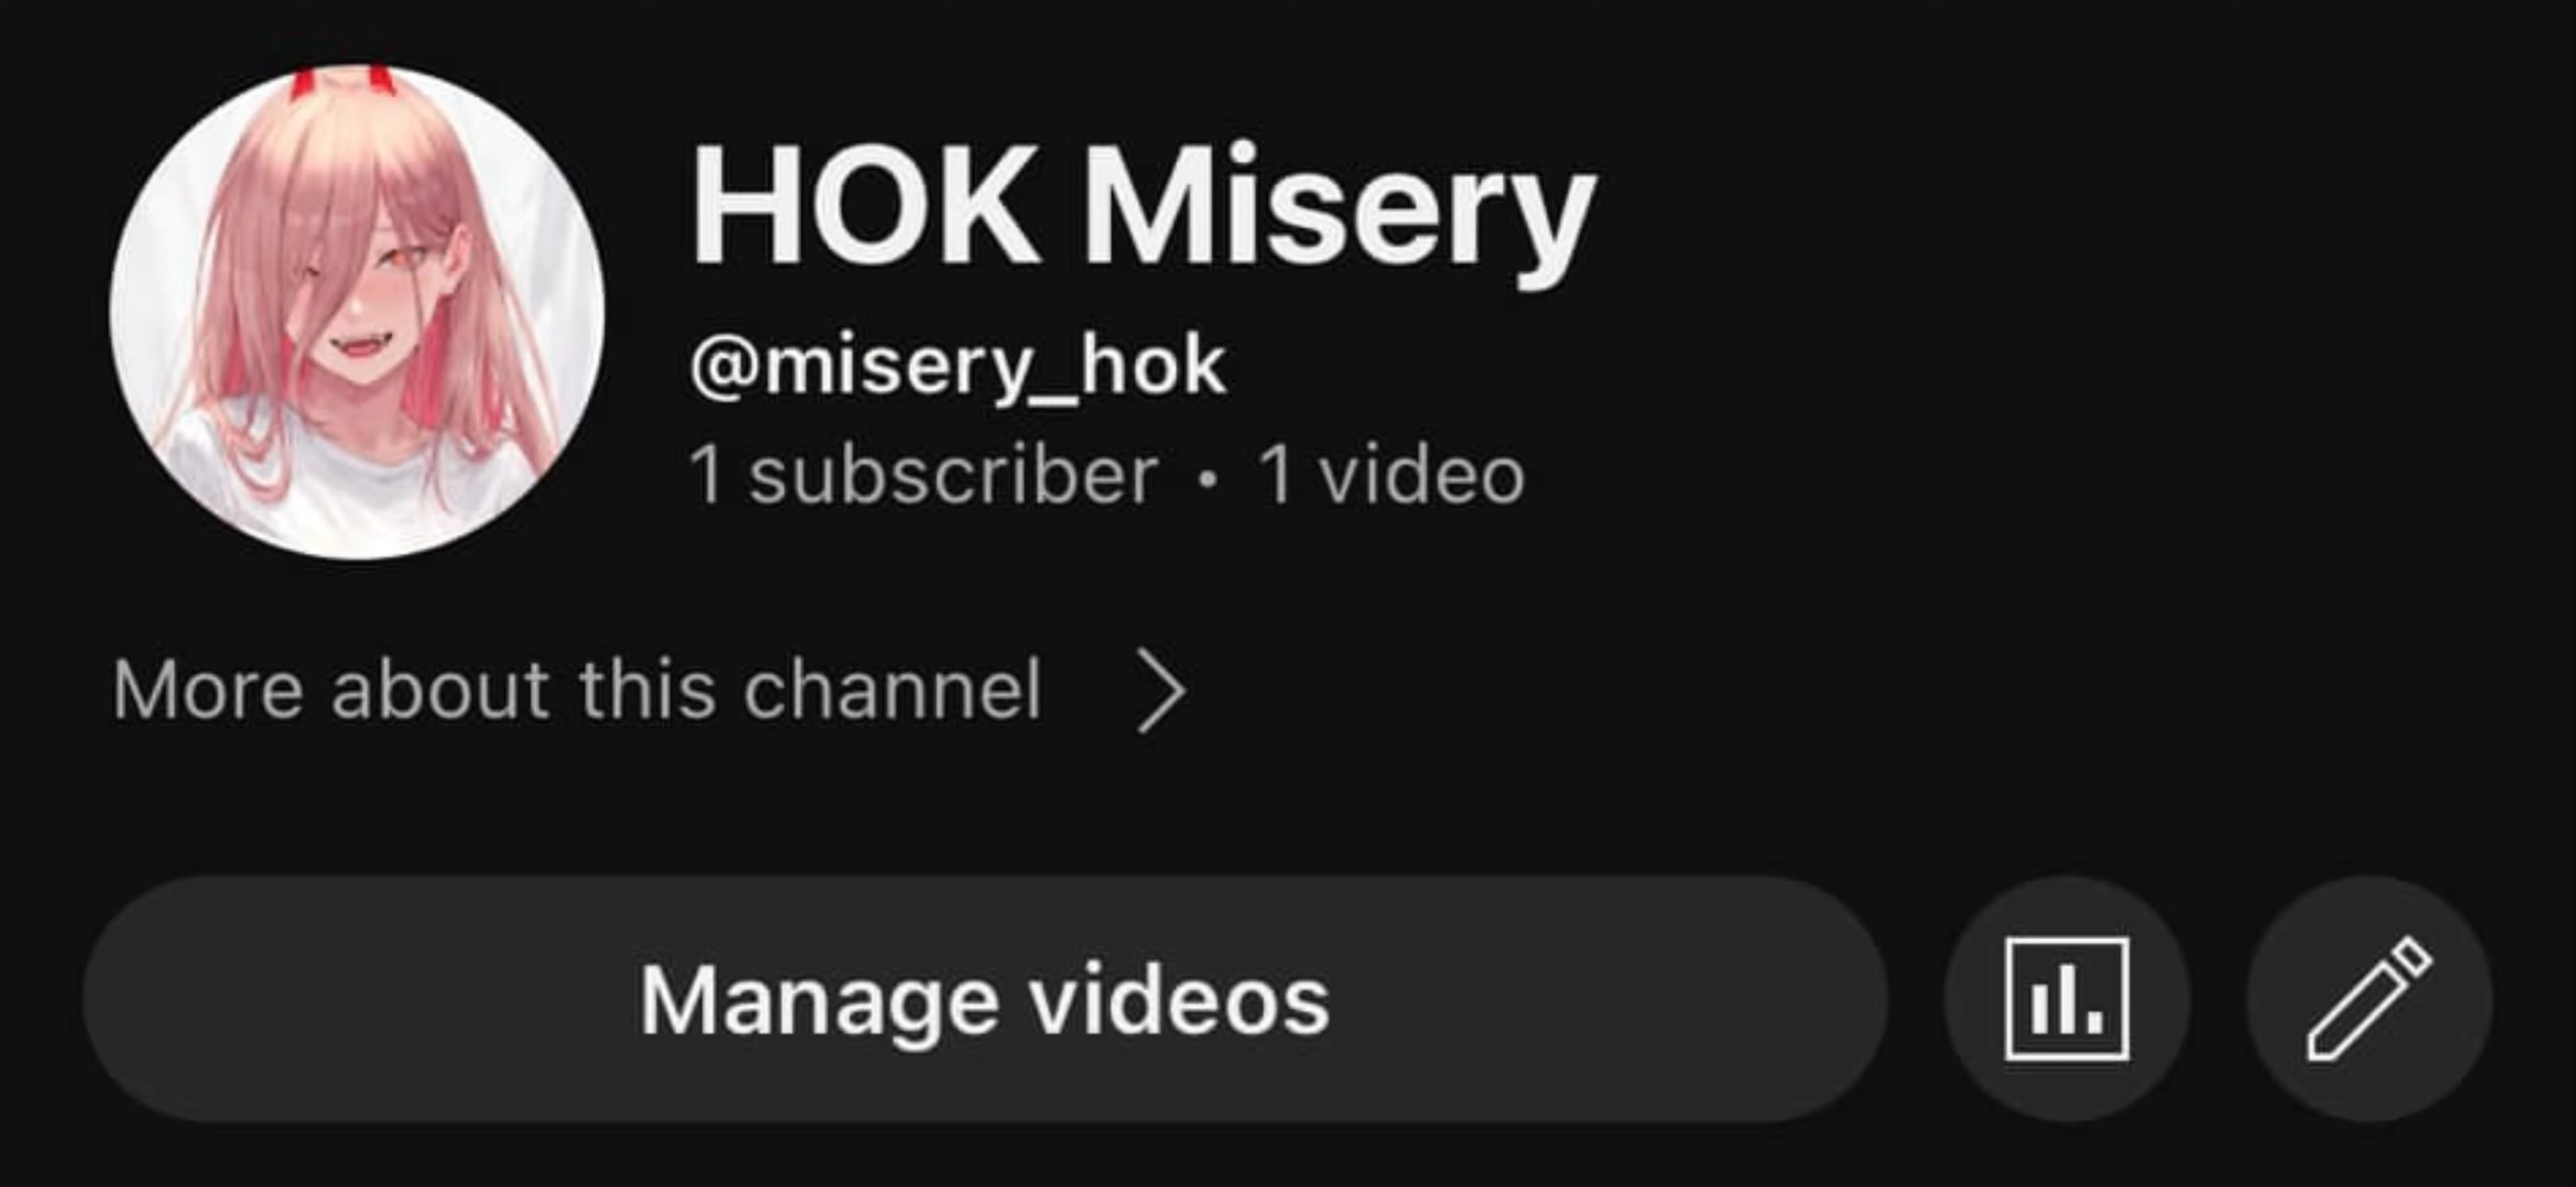 HOK Misery
@misery_hok
1 subscriber • 1 video
More about this channel
Manage videos